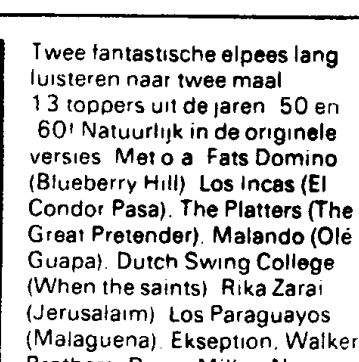 Twee fantastische elpees lang
luisteren naar twee maal
13 toppers uit de jaren 50 en
60! Natuurlijk in de originele
versies Met o a Fats Domino
(Blueberry Hill) Los Incas (El
Condor Pasa). The Platters (The
Great Pretender). Malando (Olé
Guapa). Dutch Swing College
(When the saints) Rika Zarai
(Jerusalaim) Los Paraguayos
(Malaguena). Ekseption, Walker